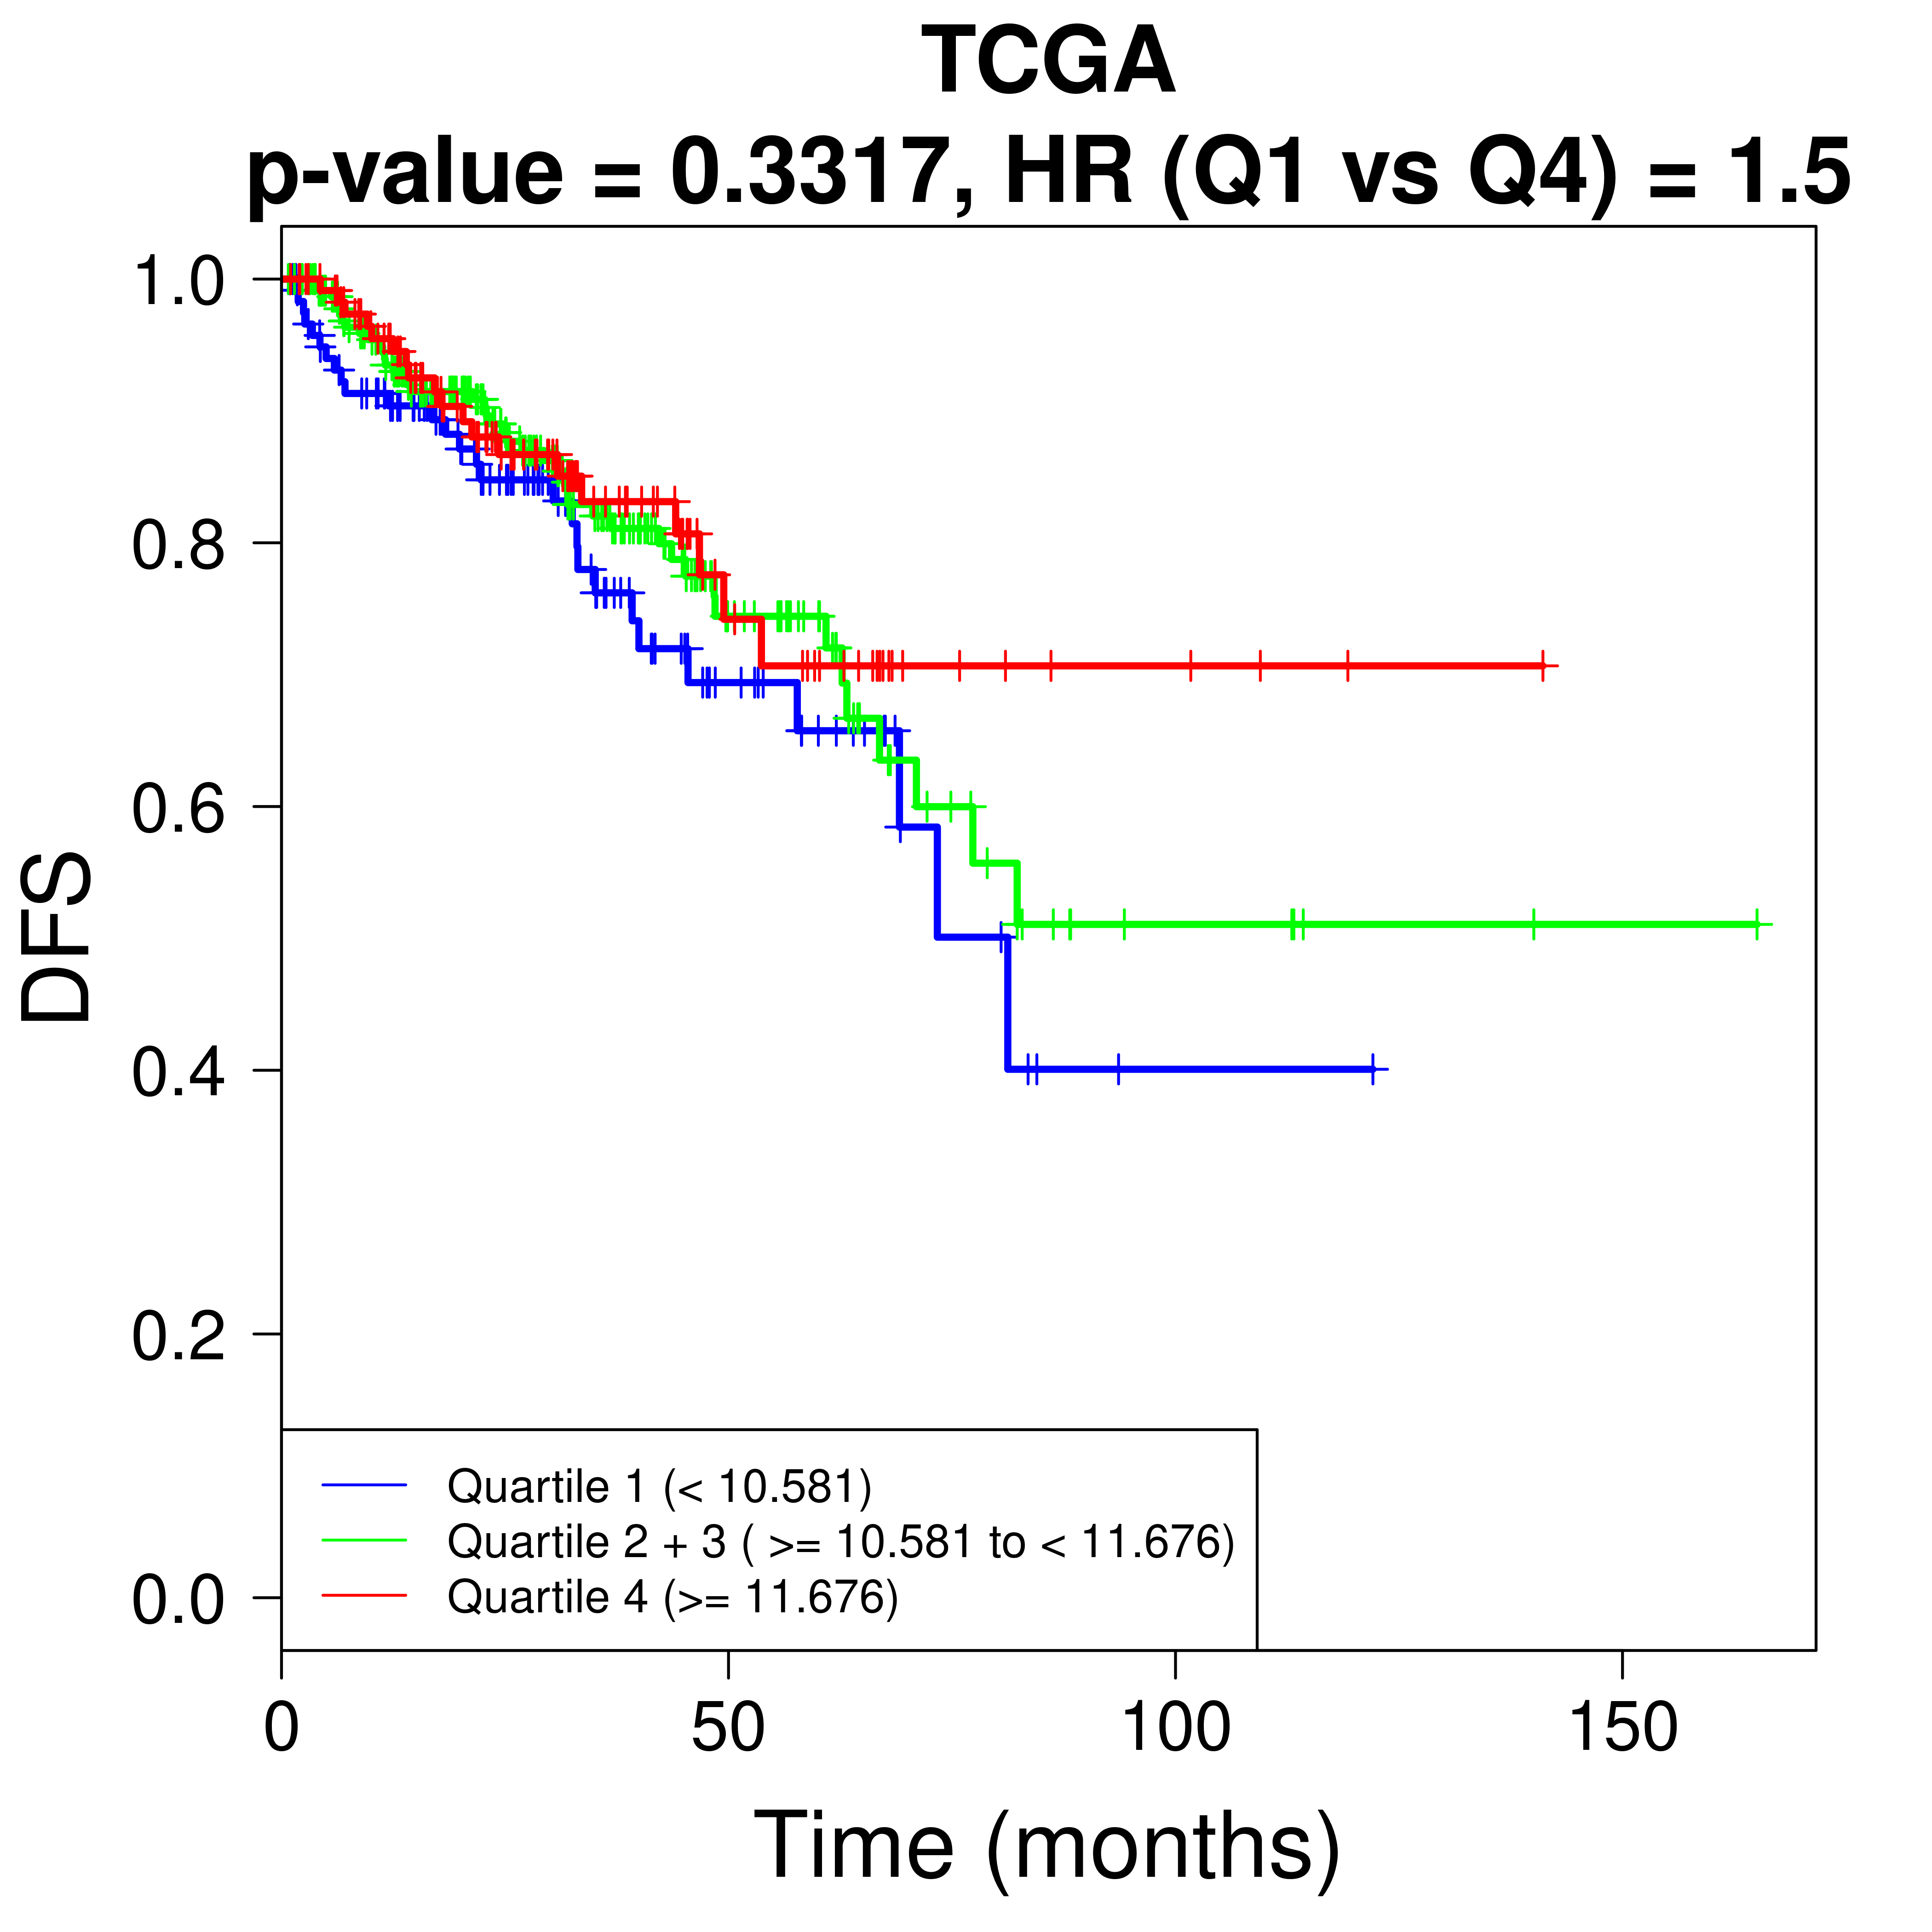 TCGA
p-value = 0.3317, HR (Q1 vs Q4) = 1.5
1.0
0.8
0.6
0.4
0.2
0.0
DFS
Quartile 1 (< 10.581)
Quartile 2 + 3 ( >= 10.581 to < 11.676)
Quartile 4 (>= 11.676)
0 50 100 150
Time (months)